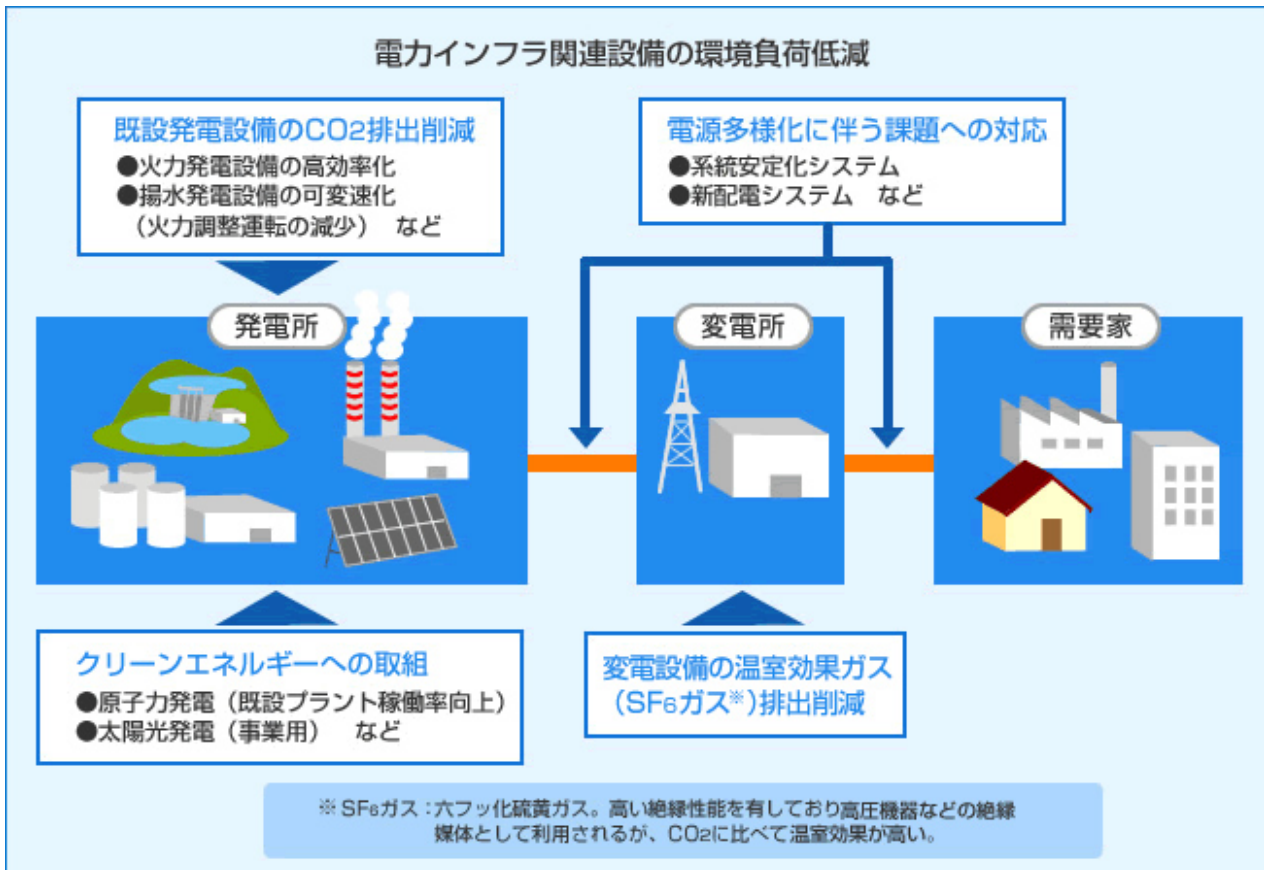 電力インフラ関連設備の環境負荷低減
既設発電設備のCO2排出削減
●火力発電設備の高効率化
●揚水発電設備の可変速化
（火力調整運転の減少）　など
電源多様化に伴う課題への対応
●系統安定化システム
●新配電システム　など
発電所
変電所
需要家
クリーンエネルギーへの取組
●原子力発電（既設プラント稼働率向上）
●太陽光発電（事業用）　など
変電設備の温室効果ガス
（SF6ガス※）排出削減
※ SF6ガス：六フッ化硫黄ガス。高い絶縁性能を有しており高圧機器などの絶縁
媒体として利用されるが、CO2に比べて温室効果が高い。